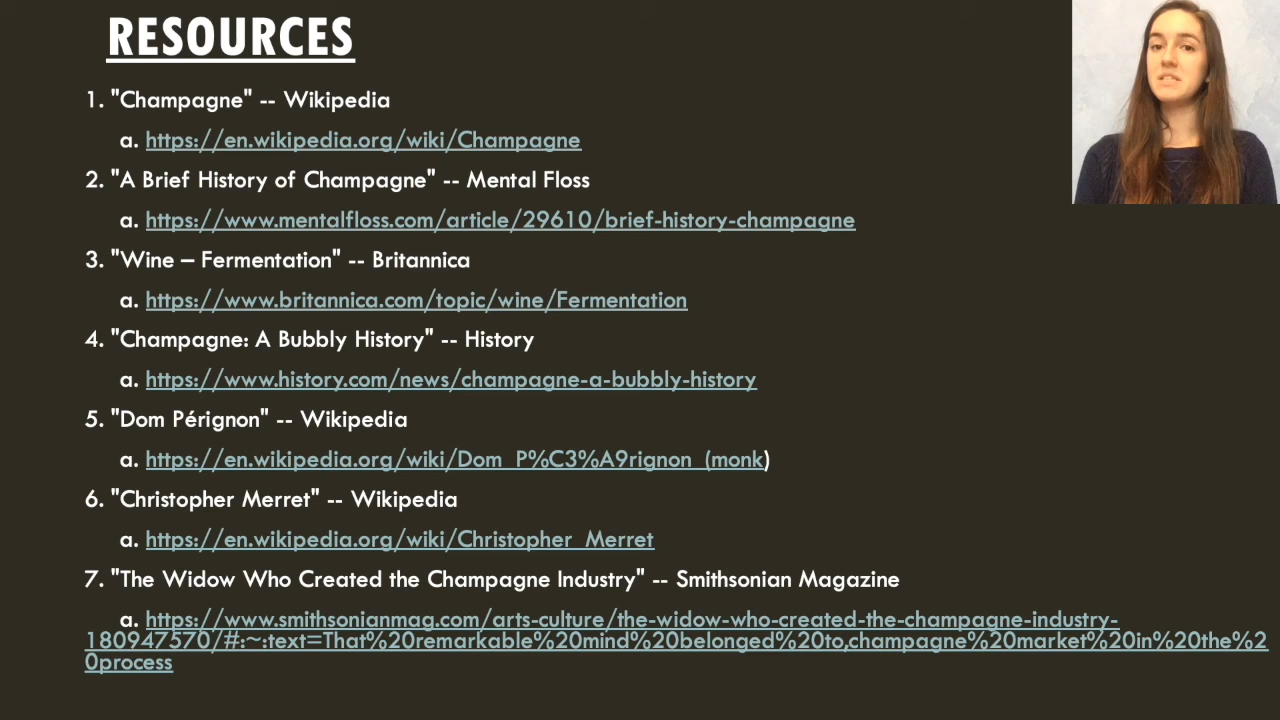 RESOURCES
1. "Champagne" -- Wikipedia
a. https://en.wikipedia.org/wiki/Champagne
2. "A Brief History of Champagne" -- Mental Floss
a. https://www.mentalfloss.com/article/29610/brief-history-champagne
3. "Wine – Fermentation" -- Britannica
a. https://www.britannica.com/topic/wine/Fermentation
4. "Champagne: A Bubbly History" -- History
a. https://www.history.com/news/champagne-a-bubbly-history
5. "Dom Pérignon" -- Wikipedia
a. https://en.wikipedia.org/wiki/Dom_P%C3%A9rignon_(monk)
6. "Christopher Merret" -- Wikipedia
a. https://en.wikipedia.org/wiki/Christopher_Merret
7. "The Widow Who Created the Champagne Industry" -- Smithsonian Magazine
a. https://www.smithsonianmag.com/arts-culture/the-widow-who-created-the-champagne-industry-
180947570/#:~:text=That%20remarkable%20mind%20belonged%20to,champagne%20market%20in%20the%2
0process